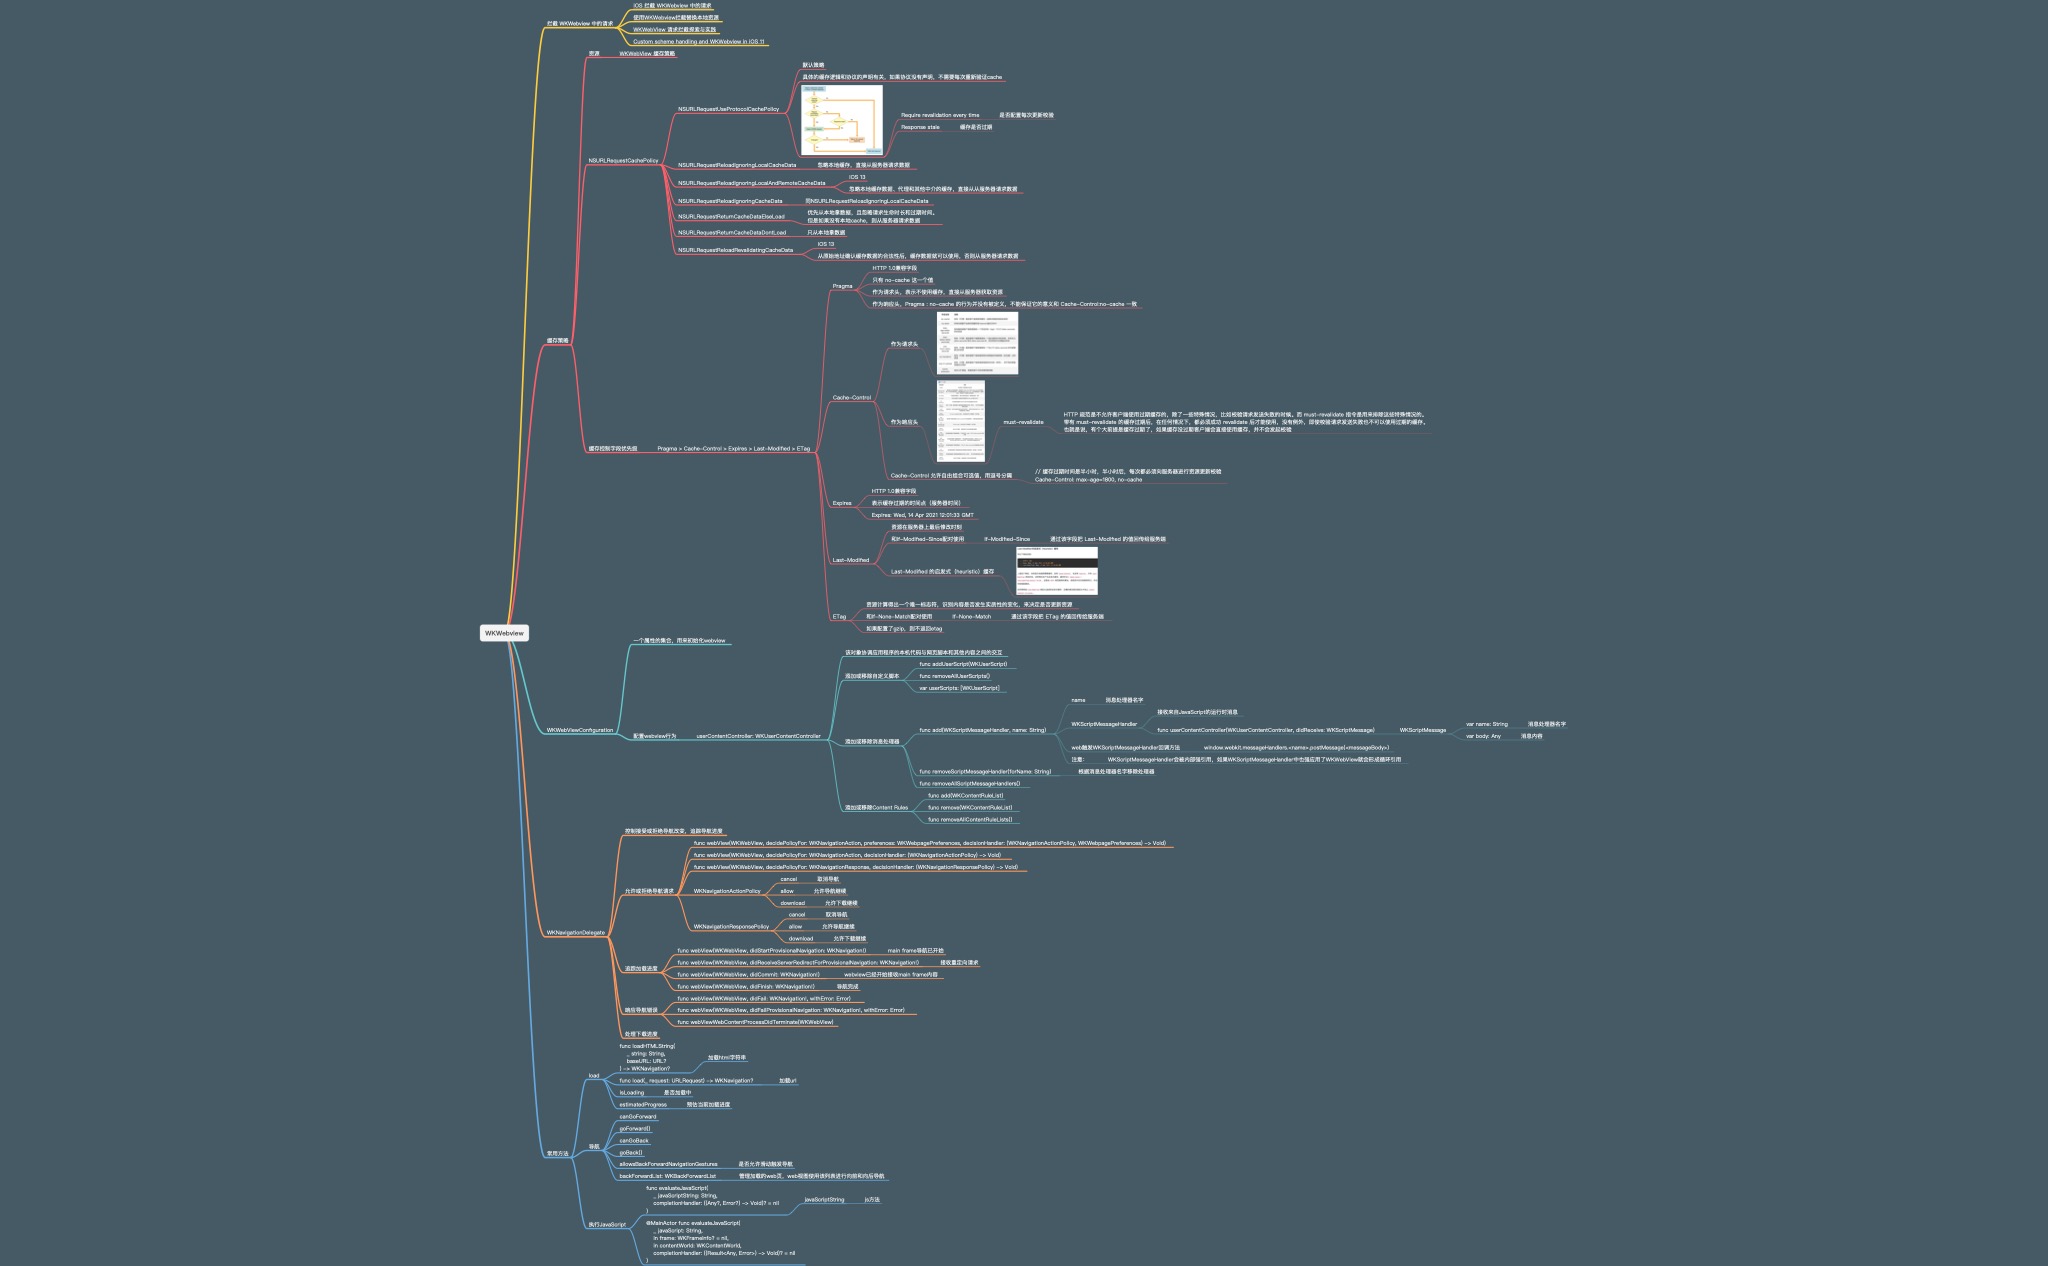 WKWebview
拦截 WKWebview 中的请求
iOS 拦截 WKWebview 中的请求
使用WKWebview拦截替换本地资源
WKWebView 请求拦截探索与实践
Custom scheme handling and WKWebview in IOS 11
缓存策略
资源
WKWebView 缓存策略
NSURLRequestCachePolicy
NSURLRequestUseProtocolCachePolicy
默认策略
具体的缓存逻辑和协议的声明有关，如果协议没有声明，不需要每次重新验证cache
Require revalidation every time
是否配置每次更新校验
Response stale
缓存是否过期
NSURLRequestReloadIgnoringLocalCacheData
忽略本地缓存，直接从服务器请求数据
NSURLRequestReloadIgnoringLocalAndRemoteCacheData
iOS 13
忽略本地缓存数据、代理和其他中介的缓存，直接从从服务器请求数据
NSURLRequestReloadIgnoringCacheData
同NSURLRequestReloadIgnoringLocalCacheData
NSURLRequestReturnCacheDataElseLoad
优先从本地拿数据，且忽略请求生命时长和过期时间。
但是如果没有本地cache，则从服务器请求数据
NSURLRequestReturnCacheDataDontLoad
只从本地拿数据
NSURLRequestReloadRevalidatingCacheData
iOS 13
从原始地址确认缓存数据的合法性后，缓存数据就可以使用，否则从服务器请求数据
缓存控制字段优先级
Pragma > Cache-Control > Expires > Last-Modified > ETag
Pragma
HTTP 1.0兼容字段
只有 no-cache 这一个值
作为请求头，表示不使用缓存，直接从服务器获取资源
作为响应头，Pragma : no-cache 的行为并没有被定义，不能保证它的意义和 Cache-Control:no-cache 一致
Cache-Control
作为请求头
作为响应头
must-revalidate
HTTP 规范是不允许客户端使用过期缓存的，除了一些特殊情况，比如校验请求发送失败的时候。而 must-revalidate 指令是用来排除这些特殊情况的。
带有 must-revalidate 的缓存过期后，在任何情况下，都必须成功 revalidate 后才能使用，没有例外，即使校验请求发送失败也不可以使用过期的缓存。
也就是说，有个大前提是缓存过期了，如果缓存没过期客户端会直接使用缓存，并不会发起校验
Cache-Control 允许自由组合可选值，用逗号分隔
// 缓存过期时间是半小时，半小时后，每次都必须向服务器进行资源更新校验
Cache-Control: max-age=1800, no-cache
Expires
HTTP 1.0兼容字段
表示缓存过期的时间点（服务器时间）
Expires: Wed, 14 Apr 2021 12:01:33 GMT
Last-Modified
资源在服务器上最后修改时刻
和If-Modified-Since配对使用
If-Modified-Since
通过该字段把 Last-Modified 的值回传给服务端
Last-Modified 的启发式（heuristic）缓存
ETag
资源计算得出一个唯一标志符，识别内容是否发生实质性的变化，来决定是否更新资源
和If-None-Match配对使用
If-None-Match
通过该字段把 ETag 的值回传给服务端
如果配置了gzip，则不返回etag
WKWebViewConfiguration
一个属性的集合，用来初始化webview
配置webview行为
userContentController: WKUserContentController
该对象协调应用程序的本机代码与网页脚本和其他内容之间的交互
添加或移除自定义脚本
func addUserScript(WKUserScript)
func removeAllUserScripts()
var userScripts: [WKUserScript]
添加或移除消息处理器
func add(WKScriptMessageHandler, name: String)
name
消息处理器名字
WKScriptMessageHandler
接收来自JavaScript的运行时消息
func userContentController(WKUserContentController, didReceive: WKScriptMessage)
WKScriptMessage
var name: String
消息处理器名字
var body: Any
消息内容
web触发WKScriptMessageHandler回调方法
window.webkit.messageHandlers.<name>.postMessage(<messageBody>)
注意：
WKScriptMessageHandler会被内部强引用，如果WKScriptMessageHandler中也强应用了WKWebView就会形成循环引用
func removeScriptMessageHandler(forName: String)
根据消息处理器名字移除处理器
func removeAllScriptMessageHandlers()
添加或移除Content Rules
func add(WKContentRuleList)
func remove(WKContentRuleList)
func removeAllContentRuleLists()
WKNavigationDelegate
控制接受或拒绝导航改变，追踪导航进度
允许或拒绝导航请求
func webView(WKWebView, decidePolicyFor: WKNavigationAction, preferences: WKWebpagePreferences, decisionHandler: (WKNavigationActionPolicy, WKWebpagePreferences) -> Void)
func webView(WKWebView, decidePolicyFor: WKNavigationAction, decisionHandler: (WKNavigationActionPolicy) -> Void)
func webView(WKWebView, decidePolicyFor: WKNavigationResponse, decisionHandler: (WKNavigationResponsePolicy) -> Void)
WKNavigationActionPolicy
cancel
取消导航
allow
允许导航继续
download
允许下载继续
WKNavigationResponsePolicy
cancel
取消导航
allow
允许导航继续
download
允许下载继续
追踪加载进度
func webView(WKWebView, didStartProvisionalNavigation: WKNavigation!)
main frame导航已开始
func webView(WKWebView, didReceiveServerRedirectForProvisionalNavigation: WKNavigation!)
接收重定向请求
func webView(WKWebView, didCommit: WKNavigation!)
webview已经开始接收main frame内容
func webView(WKWebView, didFinish: WKNavigation!)
导航完成
响应导航错误
func webView(WKWebView, didFail: WKNavigation!, withError: Error)
func webView(WKWebView, didFailProvisionalNavigation: WKNavigation!, withError: Error)
func webViewWebContentProcessDidTerminate(WKWebView)
处理下载进度
常用方法
load
func loadHTMLString(
_ string: String,
baseURL: URL?
) -> WKNavigation?
加载html字符串
func load(_ request: URLRequest) -> WKNavigation?
加载url
isLoading
是否加载中
estimatedProgress
预估当前加载进度
导航
canGoForward
goForward()
canGoBack
goBack()
allowsBackForwardNavigationGestures
是否允许滑动触发导航
backForwardList: WKBackForwardList
管理加载的web页，web视图使用该列表进行向前和向后导航
执行JavaScript
func evaluateJavaScript(
_ javaScriptString: String,
completionHandler: ((Any?, Error?) -> Void)? = nil
)
javaScriptString
js方法
@MainActor func evaluateJavaScript(
_ javaScript: String,
in frame: WKFrameInfo? = nil,
in contentWorld: WKContentWorld,
completionHandler: ((Result<Any, Error>) -> Void)? = nil
)